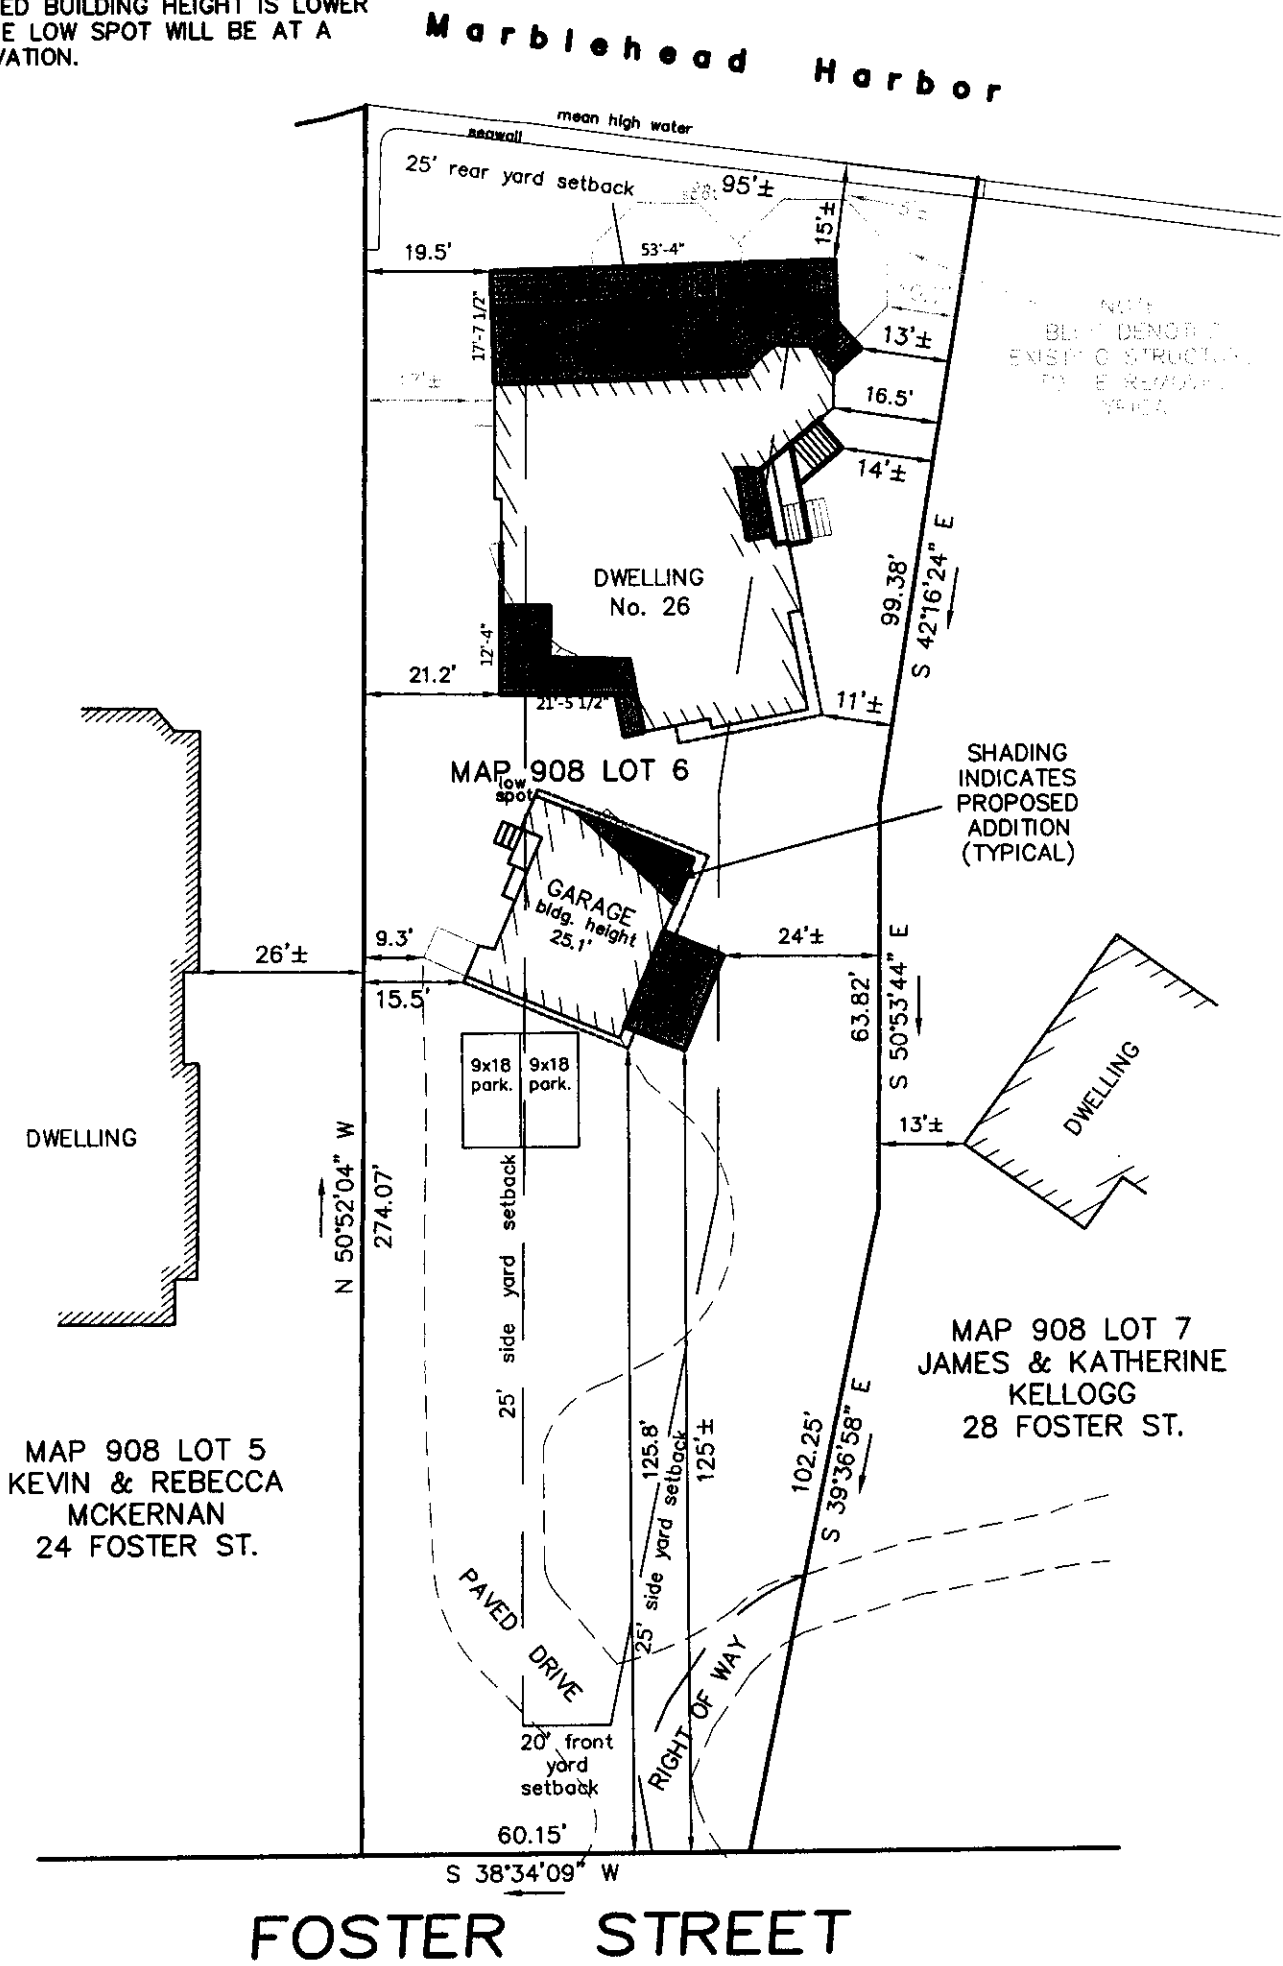 ED BUILDING HEIGHT IS LOWER
E LOW SPOT WILL BE AT A
VATION.
Marblehead Harbor
mean high water
seawall
25' rear yard setback
95'±
15'±
5'±
19.5'
53'-4"
17'-7 1/2"
13'±
17'±
16.5'
14'±
DWELLING
No. 26
99.38'
S 42°16'24" E
12'-4"
21.2'
21'-5 1/2"
11'±
MAP 908 LOT 6
low
spot
SHADING
INDICATES
PROPOSED
ADDITION
(TYPICAL)
GARAGE
bldg. height
25.1'
26'±
9.3'
15.5'
24'±
63.82'
S 50°53'44" E
9x18
park.
9x18
park.
DWELLING
DWELLING
13'±
N 50°52'04" W
274.07'
25' side yard setback
MAP 908 LOT 7
JAMES & KATHERINE
KELLOGG
28 FOSTER ST.
MAP 908 LOT 5
KEVIN & REBECCA
MCKERNAN
24 FOSTER ST.
125.8'
25' side yard setback
125'±
102.25'
S 39°36'58" E
PAVED DRIVE
RIGHT OF WAY
20' front
yard
setback
60.15'
S 38°34'09" W
FOSTER STREET